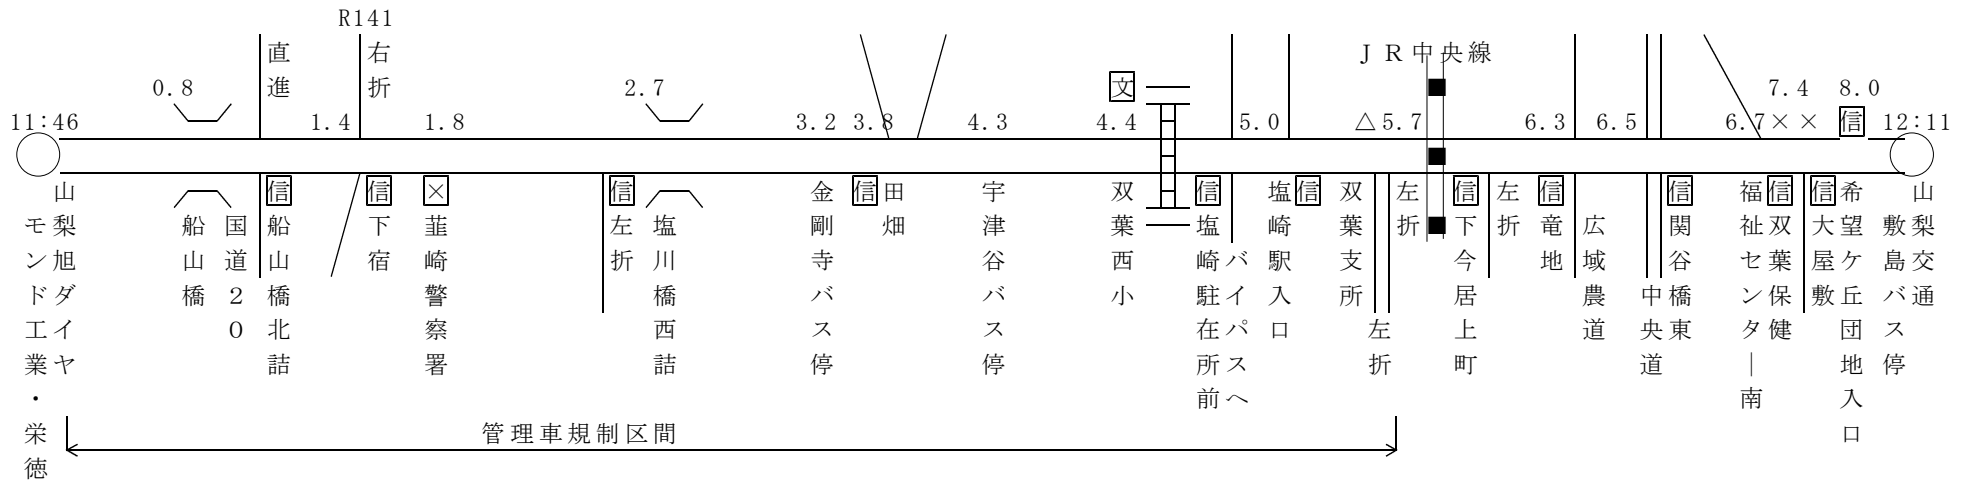 R141
直進
右折
JR中央線
0.8
2.7
文
7.4
8.0
11:46
1.4
1.8
3.2
3.8
4.3
4.4
5.0
△5.7
6.3
6.5
6.7××
信
12:11
山梨旭ダイヤ
モンド工業・栄徳
船山橋
国道20
信船山橋北詰
信下宿
×韮崎警察署
信左折
塩川橋西詰
金剛寺バス停
信
田畑
宇津谷バス停
双葉西小
信塩崎駐在所前
バイパスへ
塩崎駅入口
信
双葉支所
左折
左折
信下今居上町
左折
信竜地
広域農道
中央道
信関谷橋東
福祉センター南
信双葉保健
信大屋敷
希望ケ丘団地入口
山梨交通
敷島バス停
管理車規制区間